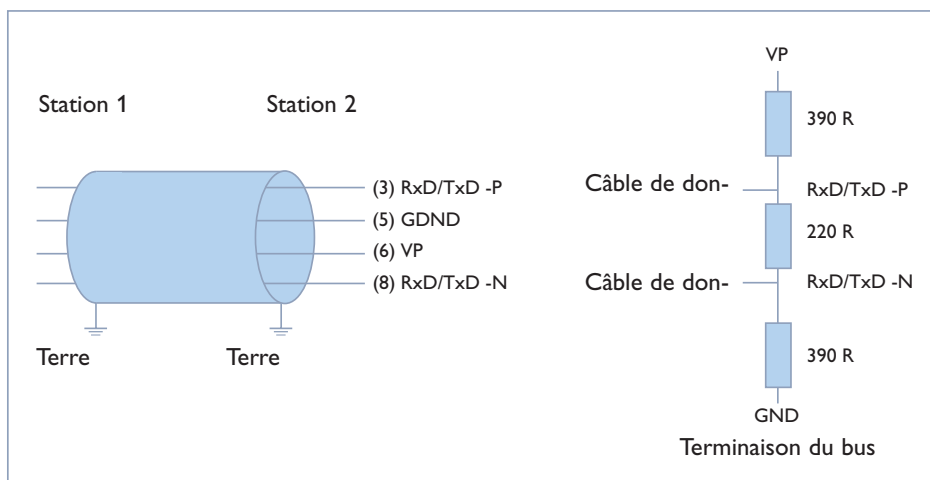 Station 1
Station 2
(3) RxD/TxD -P
(5) GDND
(6) VP
(8) RxD/TxD -N
Terre
Terre
VP
390 R
Câble de don-
RxD/TxD -P
220 R
Câble de don-
RxD/TxD -N
390 R
GND
Terminaison du bus